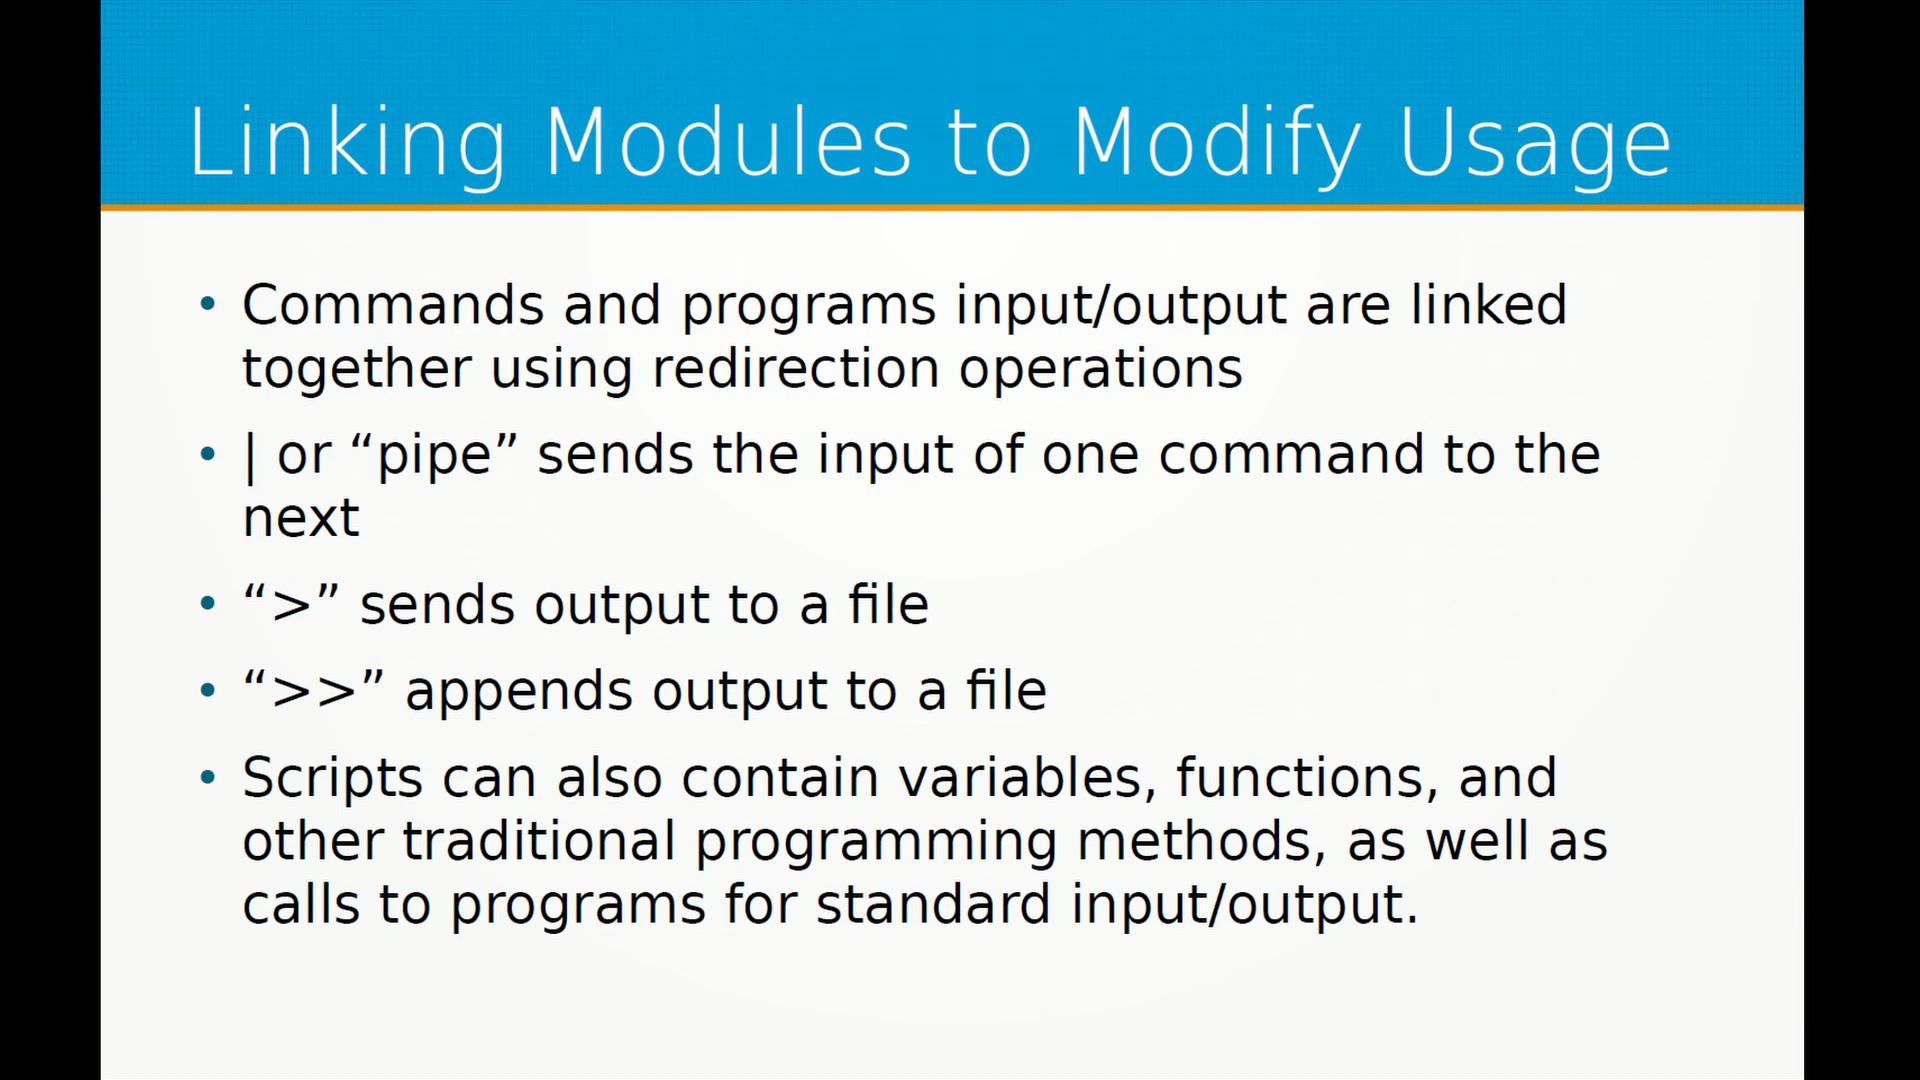 Linking Modules to Modify Usage
• Commands and programs input/output are linked
together using redirection operations
• | or “pipe” sends the input of one command to the
next
• “>” sends output to a file
• “>>” appends output to a file
• Scripts can also contain variables, functions, and
other traditional programming methods, as well as
calls to programs for standard input/output.